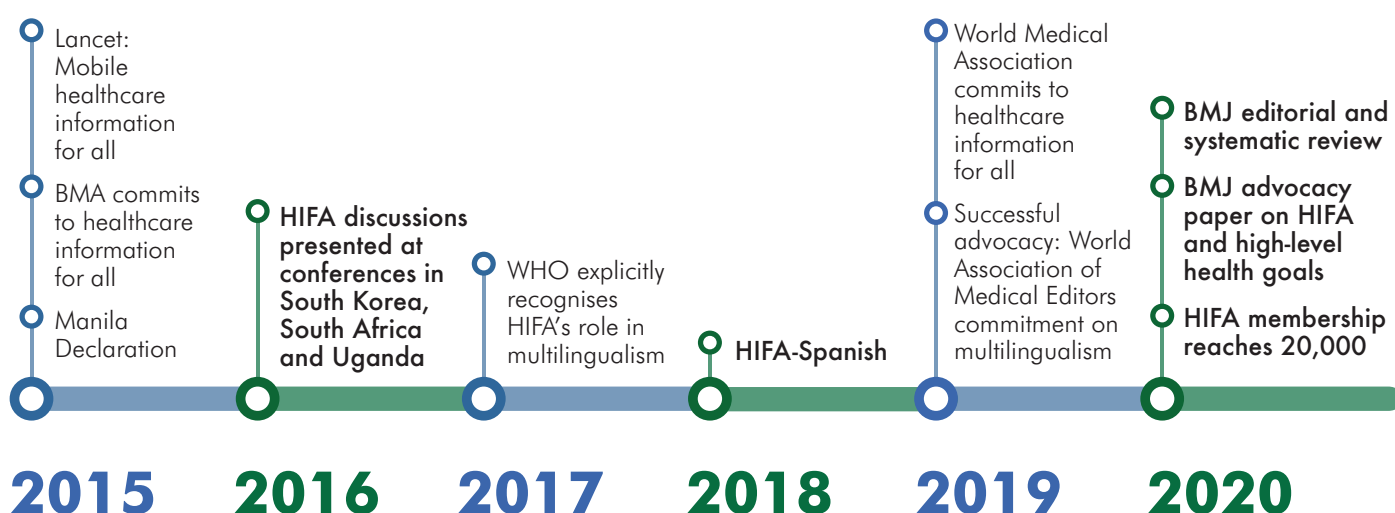 Lancet:
Mobile
healthcare
information
for all
BMA commits
to healthcare
information
for all
Manila
Declaration
HIFA discussions
presented at
conferences in
South Korea,
South Africa
and Uganda
WHO explicitly
recognises
HIFA’s role in
multilingualism
HIFA-Spanish
World Medical
Association
commits to
healthcare
information
for all
Successful
advocacy: World
Association of
Medical Editors
commitment on
multilingualism
BMJ editorial and
systematic review
BMJ advocacy
paper on HIFA
and high-level
health goals
HIFA membership
reaches 20,000
2015 2016 2017 2018 2019 2020